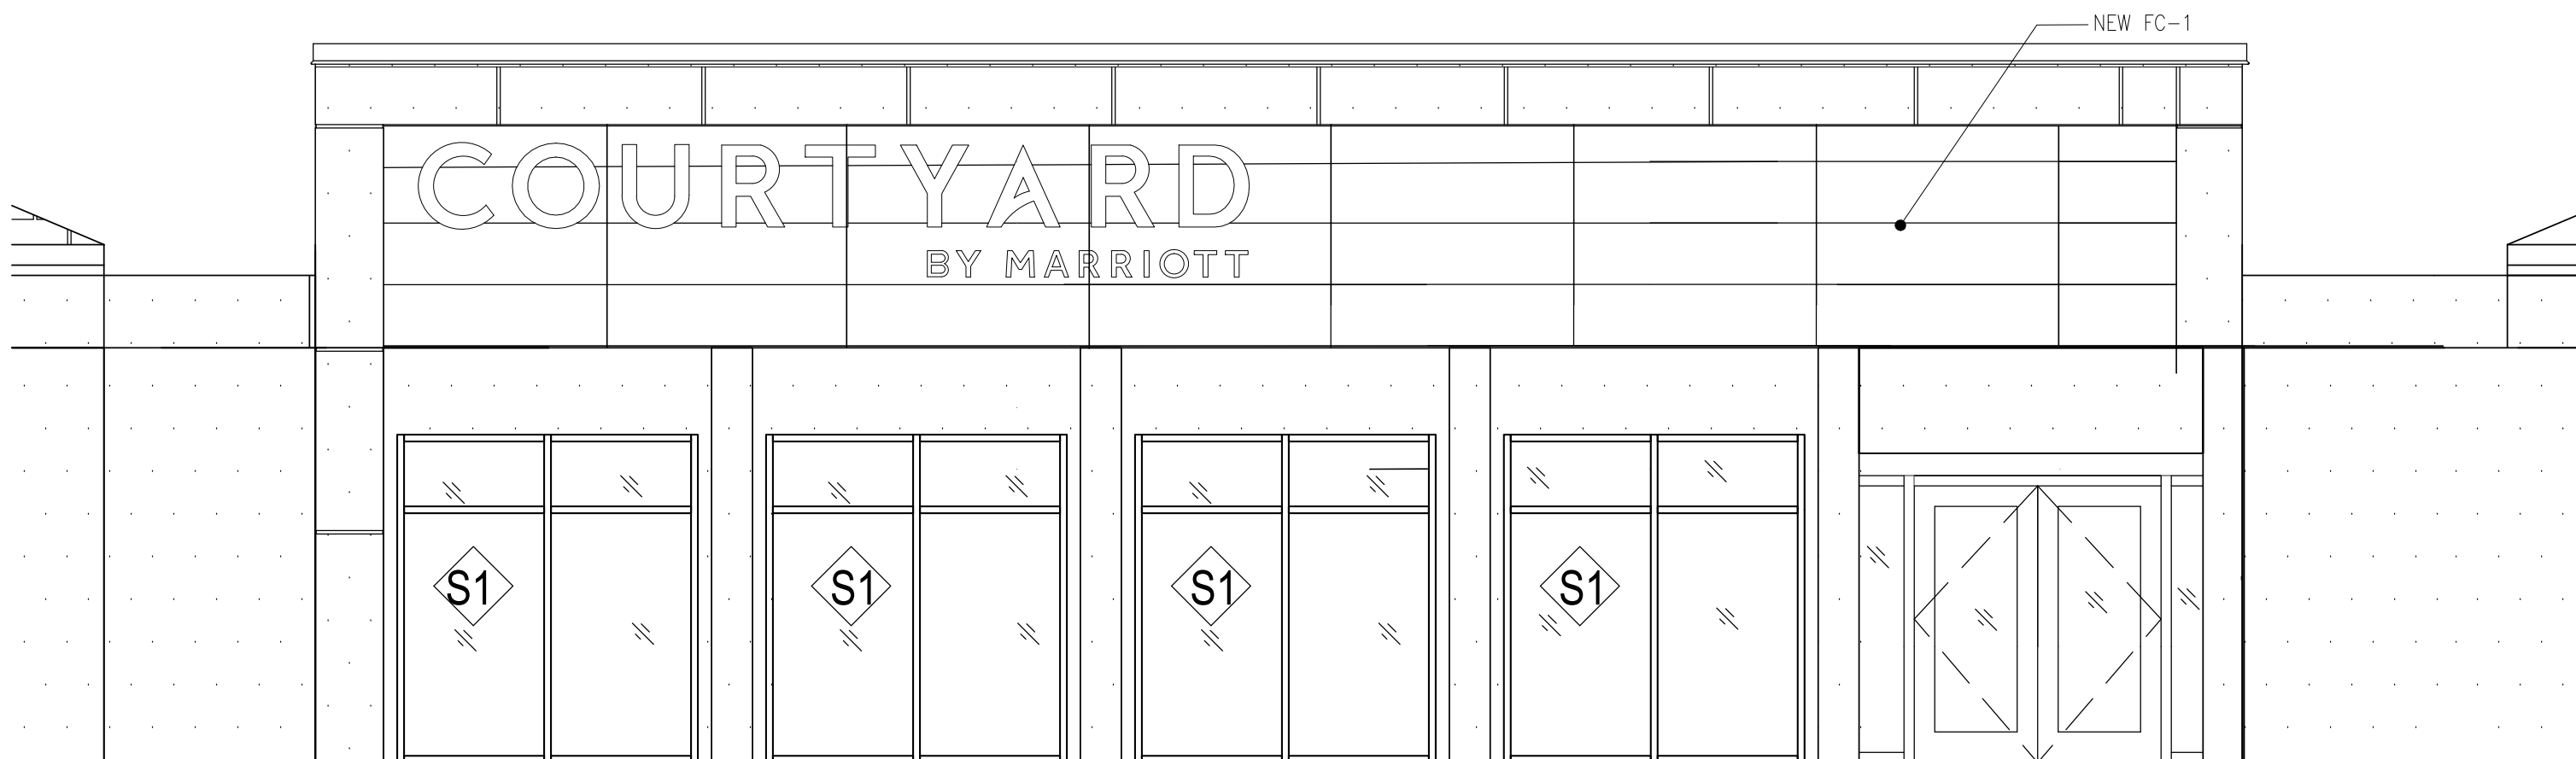 NEW FC-1
COURTYARD
BY MARRIOTT
S1
S1
S1
S1